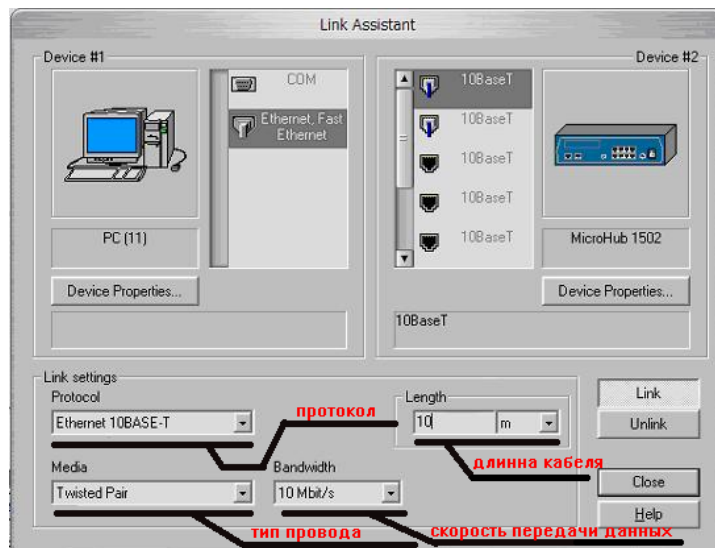 Link Assistant
Device #1
Device #2
COM
Ethernet, Fast
Ethernet
10BaseT
10BaseT
10BaseT
10BaseT
10BaseT
PC (11)
MicroHub 1502
Device Properties...
Device Properties...
10BaseT
Link settings
Protocol
Ethernet 10BASE-T
протокол
Length
10
m
длинна кабеля
Link
Unlink
Media
Twisted Pair
тип провода
Bandwidth
10 Mbit/s
скорость передачи данных
Close
Help